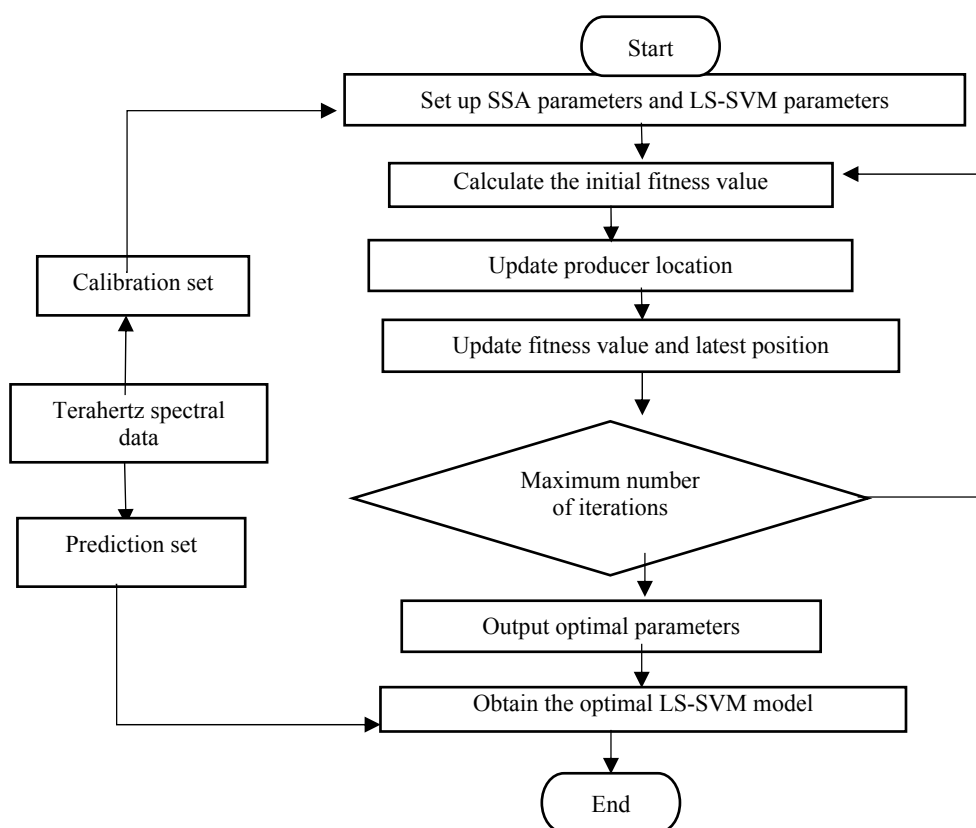 Start
Set up SSA parameters and LS-SVM parameters
Calculate the initial fitness value
Update producer location
Calibration set
Update fitness value and latest position
Terahertz spectral
data
Maximum number
of iterations
Prediction set
Output optimal parameters
Obtain the optimal LS-SVM model
End